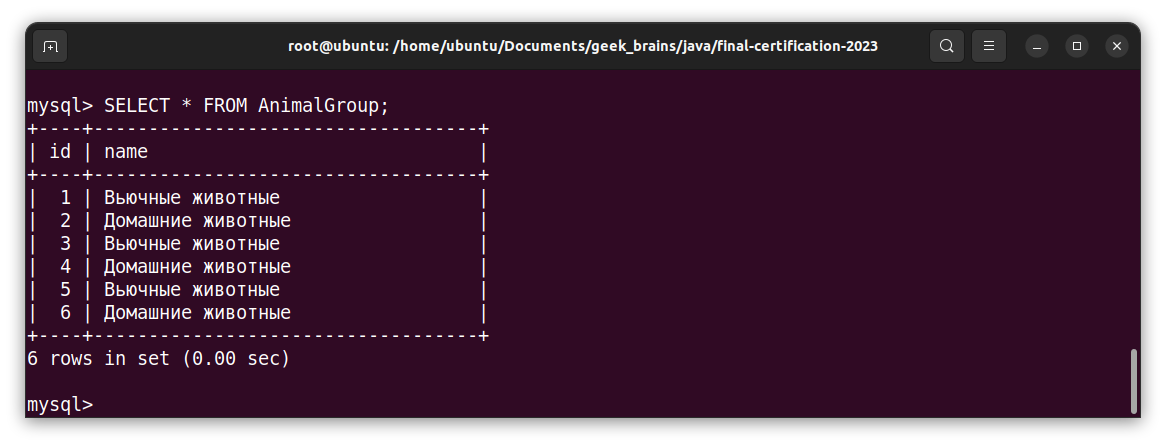 root@ubuntu: /home/ubuntu/Documents/geek_brains/java/final-certification-2023
mysql> SELECT * FROM AnimalGroup;
+----+-----------------------------------+
| id | name                              |
+----+-----------------------------------+
|  1 | Вьючные животные                  |
|  2 | Домашние животные                 |
|  3 | Вьючные животные                  |
|  4 | Домашние животные                 |
|  5 | Вьючные животные                  |
|  6 | Домашние животные                 |
+----+-----------------------------------+
6 rows in set (0.00 sec)
mysql>